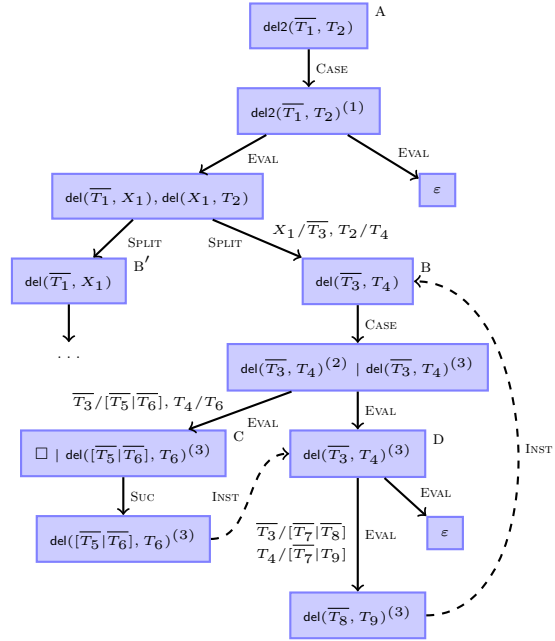 del2(T̅₁̅, T₂)
A
CASE
del2(T̅₁̅, T₂)⁽¹⁾
EVAL
EVAL
del(T̅₁̅, X₁), del(X₁, T₂)
ε
SPLIT
SPLIT
X₁/T̅₃̅, T₂/T₄
del(T̅₁̅, X₁)
B′
del(T̅₃̅, T₄)
B
. . .
CASE
del(T̅₃̅, T₄)⁽²⁾ | del(T̅₃̅, T₄)⁽³⁾
T̅₃̅/[T̅₅̅|T̅₆̅], T₄/T₆
EVAL
EVAL
□ | del([T̅₅̅|T̅₆̅], T₆)⁽³⁾
C
del(T̅₃̅, T₄)⁽³⁾
D
INST
SUC
INST
EVAL
del([T̅₅̅|T̅₆̅], T₆)⁽³⁾
T̅₃̅/[T̅₇̅|T̅₈̅]
T₄/[T̅₇̅|T₉]
EVAL
ε
del(T̅₈̅, T₉)⁽³⁾